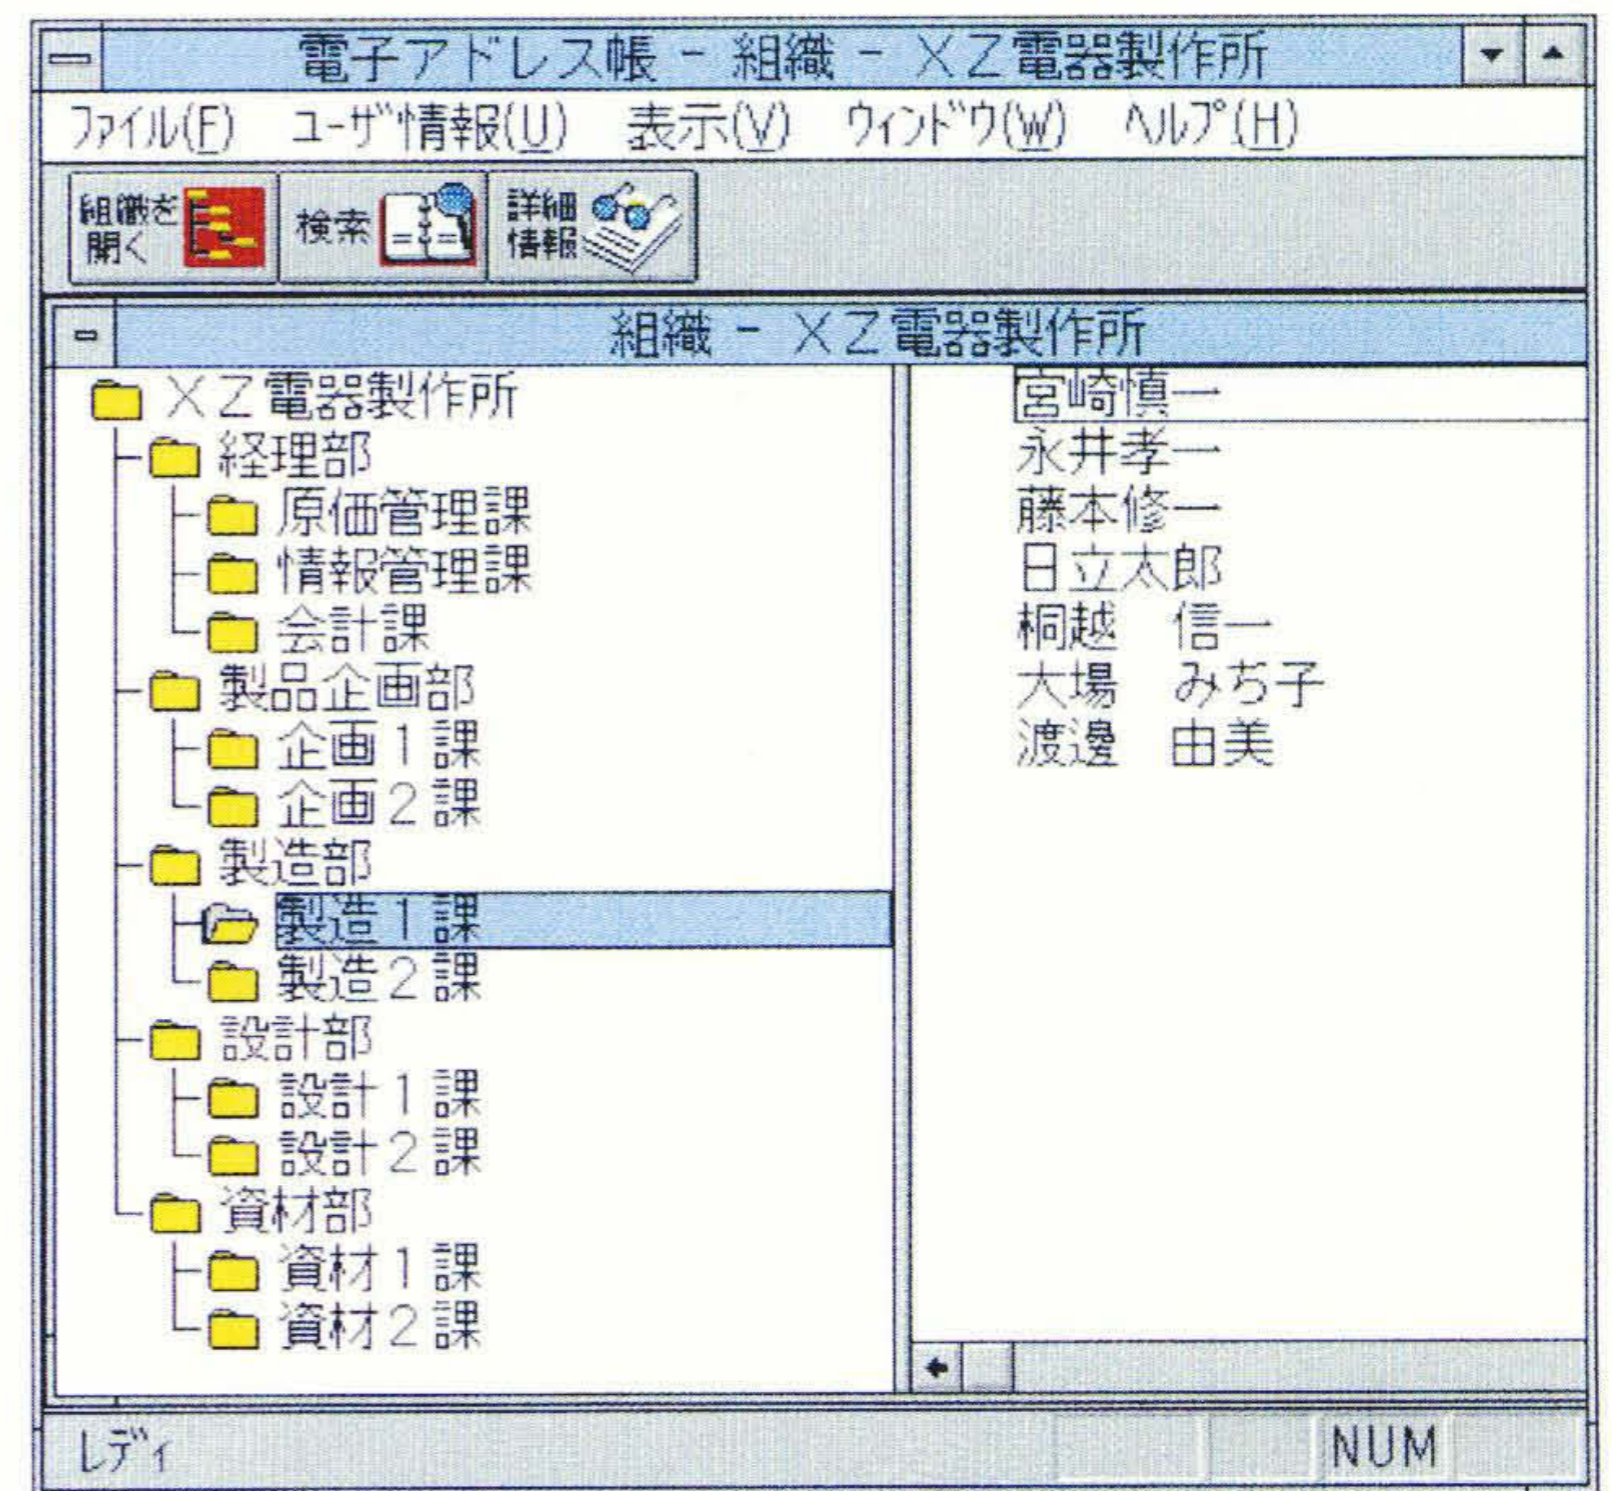 電子アドレス帳 - 組織 - XZ電器製作所
ファイル(F) ユーザ情報(U) 表示(V) ウィンドウ(W) ヘルプ(H)
組織を
開く
検索
詳細
情報
組織 - XZ電器製作所
XZ電器製作所
経理部
原価管理課
情報管理課
会計課
製品企画部
企画1課
企画2課
製造部
製造1課
製造2課
設計部
設計1課
設計2課
資材部
資材1課
資材2課
宮崎慎一
永井孝一
藤本修一
日立太郎
桐越 信一
大場 みち子
渡邊 由美
レディ
NUM